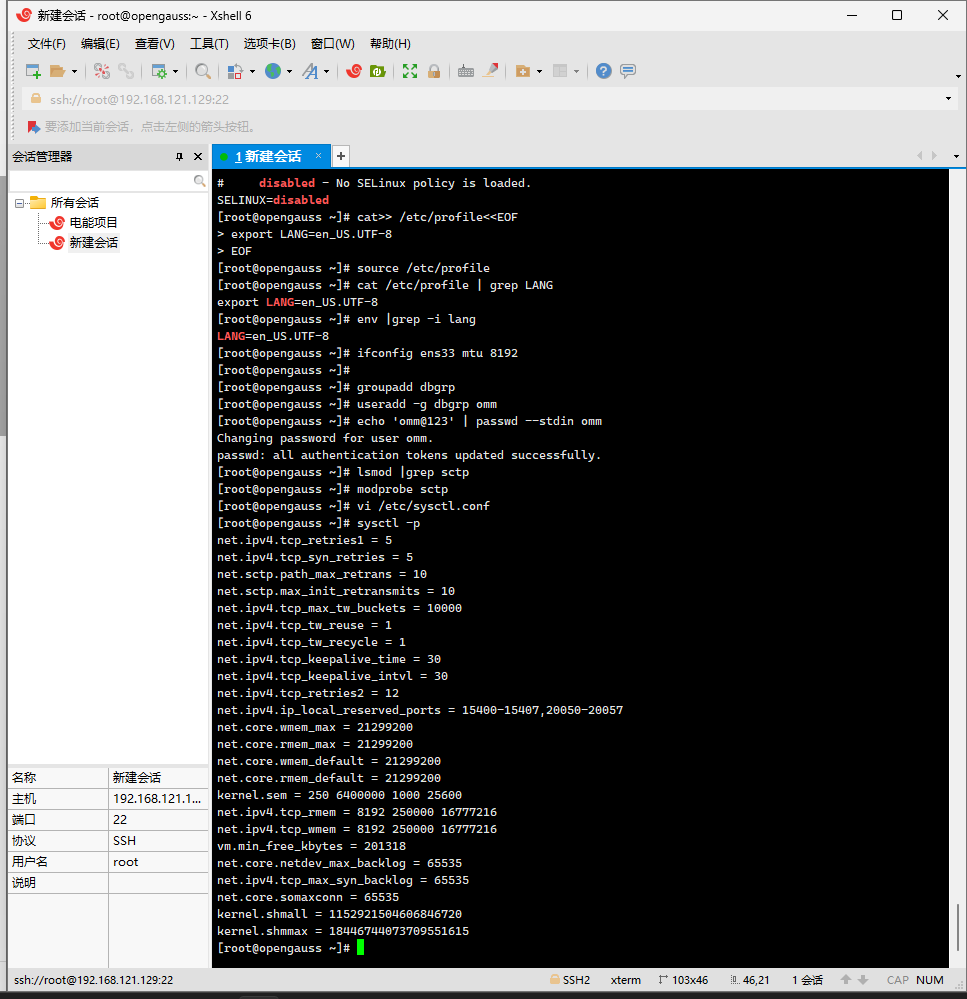 新建会话 - root@opengauss:~ - Xshell 6
文件(F) 编辑(E) 查看(V) 工具(T) 选项卡(B) 窗口(W) 帮助(H)
ssh://root@192.168.121.129:22
要添加当前会话，点击左侧的箭头按钮。
会话管理器
1 新建会话
所有会话
电能项目
新建会话
# disabled - No SELinux policy is loaded.
SELINUX=disabled
[root@opengauss ~]# cat>> /etc/profile<<EOF
> export LANG=en_US.UTF-8
> EOF
[root@opengauss ~]# source /etc/profile
[root@opengauss ~]# cat /etc/profile | grep LANG
export LANG=en_US.UTF-8
[root@opengauss ~]# env |grep -i lang
LANG=en_US.UTF-8
[root@opengauss ~]# ifconfig ens33 mtu 8192
[root@opengauss ~]#
[root@opengauss ~]# groupadd dbgrp
[root@opengauss ~]# useradd -g dbgrp omm
[root@opengauss ~]# echo 'omm@123' | passwd --stdin omm
Changing password for user omm.
passwd: all authentication tokens updated successfully.
[root@opengauss ~]# lsmod |grep sctp
[root@opengauss ~]# modprobe sctp
[root@opengauss ~]# vi /etc/sysctl.conf
[root@opengauss ~]# sysctl -p
net.ipv4.tcp_retries1 = 5
net.ipv4.tcp_syn_retries = 5
net.sctp.path_max_retrans = 10
net.sctp.max_init_retransmits = 10
net.ipv4.tcp_max_tw_buckets = 10000
net.ipv4.tcp_tw_reuse = 1
net.ipv4.tcp_tw_recycle = 1
net.ipv4.tcp_keepalive_time = 30
net.ipv4.tcp_keepalive_intvl = 30
net.ipv4.tcp_retries2 = 12
net.ipv4.ip_local_reserved_ports = 15400-15407,20050-20057
net.core.wmem_max = 21299200
net.core.rmem_max = 21299200
net.core.wmem_default = 21299200
net.core.rmem_default = 21299200
kernel.sem = 250 6400000 1000 25600
net.ipv4.tcp_rmem = 8192 250000 16777216
net.ipv4.tcp_wmem = 8192 250000 16777216
vm.min_free_kbytes = 201318
net.core.netdev_max_backlog = 65535
net.ipv4.tcp_max_syn_backlog = 65535
net.core.somaxconn = 65535
kernel.shmall = 1152921504606846720
kernel.shmmax = 18446744073709551615
[root@opengauss ~]#
名称 新建会话
主机 192.168.121.1...
端口 22
协议 SSH
用户名 root
说明
ssh://root@192.168.121.129:22 SSH2 xterm 103x46 46,21 1 会话 CAP NUM